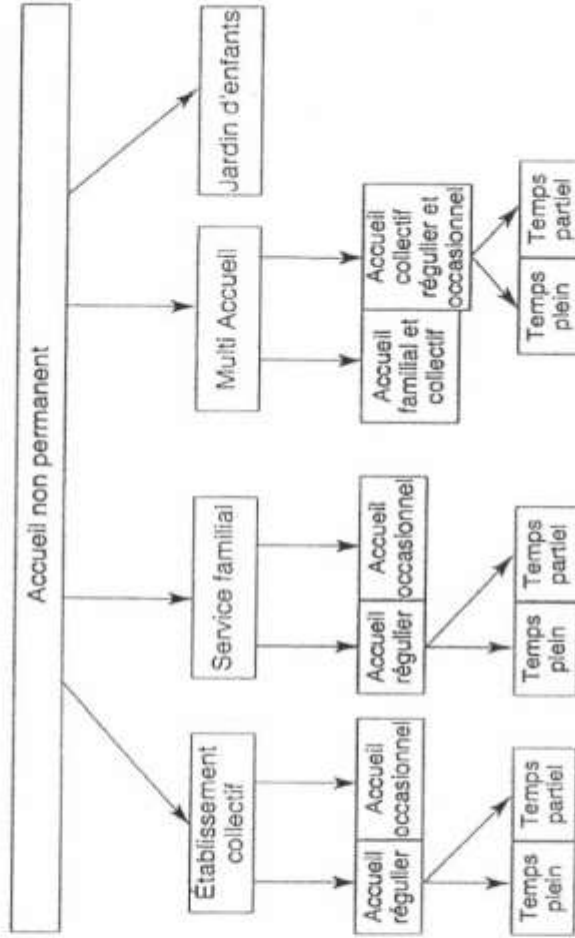 Accueil non permanent
Établissement
collectif
Service familial
Multi Accueil
Jardin d'enfants
Accueil
régulier
Accueil
occasionnel
Accueil
régulier
Accueil
occasionnel
Accueil
familial et
collectif
Accueil
collectif
régulier et
occasionnel
Temps
plein
Temps
partiel
Temps
plein
Temps
partiel
Temps
plein
Temps
partiel